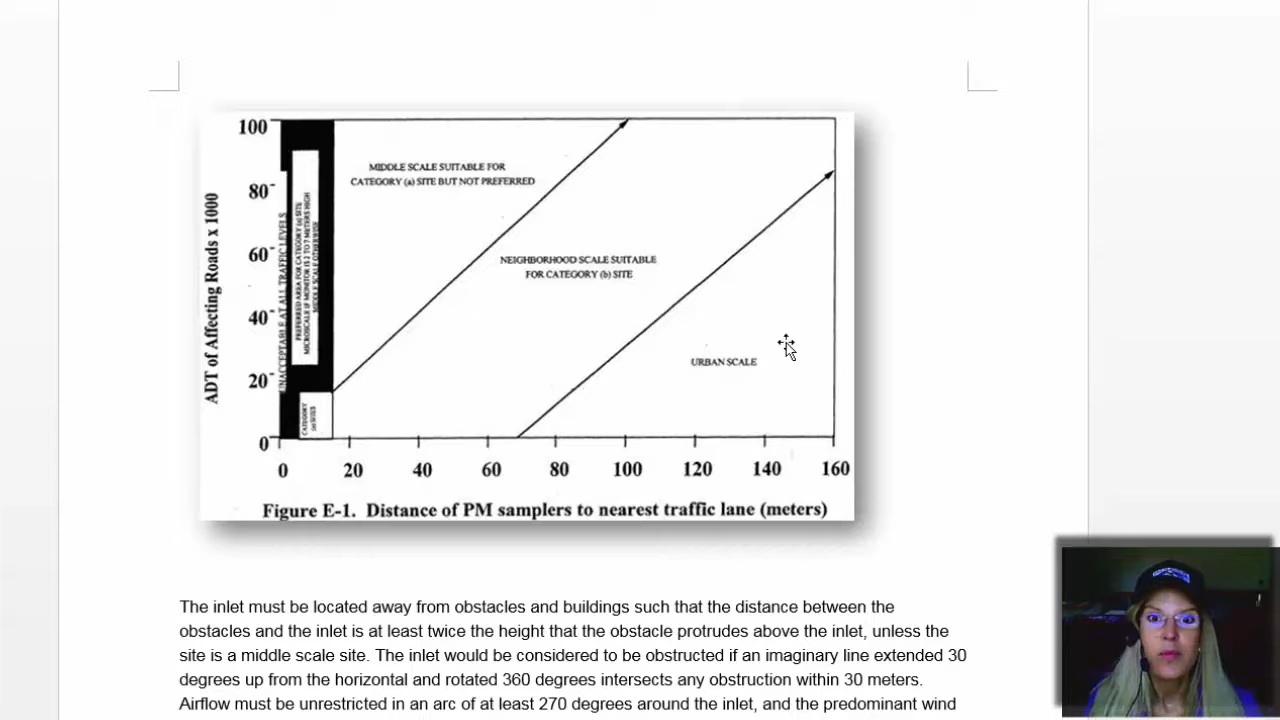 100
80
60
40
20
0
ADT of Affecting Roads x 1000
UNACCEPTABLE AT ALL TRAFFIC LEVELS
PREFERRED AREA FOR CATEGORY (a) SITE
MICROSCALE IF MONITOR IS 2 TO 7 METERS HIGH
MIDDLE SCALE OTHERWISE
CATEGORY
MIDDLE SCALE SUITABLE FOR
CATEGORY (a) SITE BUT NOT PREFERRED
NEIGHBORHOOD SCALE SUITABLE
FOR CATEGORY (b) SITE
URBAN SCALE
0 20 40 60 80 100 120 140 160
Figure E-1. Distance of PM samplers to nearest traffic lane (meters)
The inlet must be located away from obstacles and buildings such that the distance between the
obstacles and the inlet is at least twice the height that the obstacle protrudes above the inlet, unless the
site is a middle scale site. The inlet would be considered to be obstructed if an imaginary line extended 30
degrees up from the horizontal and rotated 360 degrees intersects any obstruction within 30 meters.
Airflow must be unrestricted in an arc of at least 270 degrees around the inlet, and the predominant wind